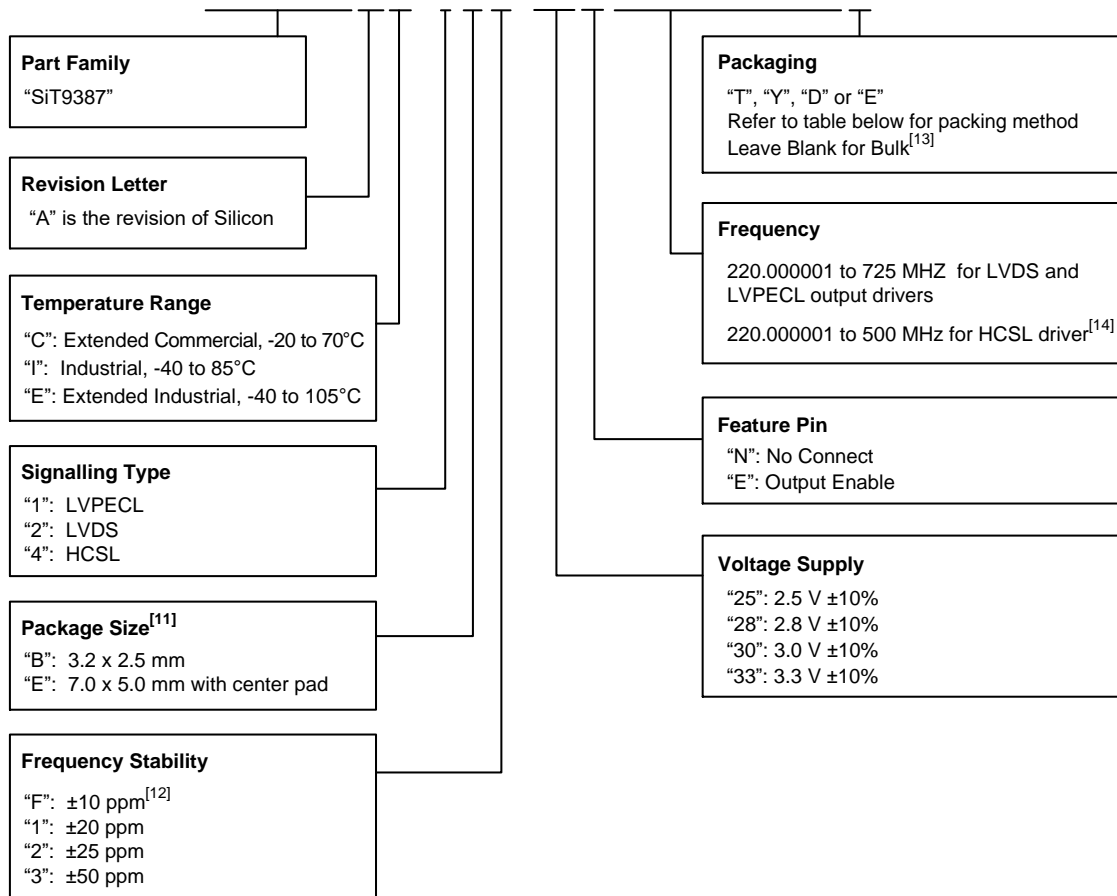 Part Family
“SiT9387”
Revision Letter
“A” is the revision of Silicon
Temperature Range
“C”: Extended Commercial, -20 to 70°C
“I”: Industrial, -40 to 85°C
“E”: Extended Industrial, -40 to 105°C
Signalling Type
“1”: LVPECL
“2”: LVDS
“4”: HCSL
Package Size[11]
“B”: 3.2 x 2.5 mm
“E”: 7.0 x 5.0 mm with center pad
Frequency Stability
“F”: ±10 ppm[12]
“1”: ±20 ppm
“2”: ±25 ppm
“3”: ±50 ppm
Packaging
“T”, “Y”, “D” or “E”
Refer to table below for packing method
Leave Blank for Bulk[13]
Frequency
220.000001 to 725 MHZ for LVDS and
LVPECL output drivers
220.000001 to 500 MHz for HCSL driver[14]
Feature Pin
“N”: No Connect
“E”: Output Enable
Voltage Supply
“25”: 2.5 V ±10%
“28”: 2.8 V ±10%
“30”: 3.0 V ±10%
“33”: 3.3 V ±10%